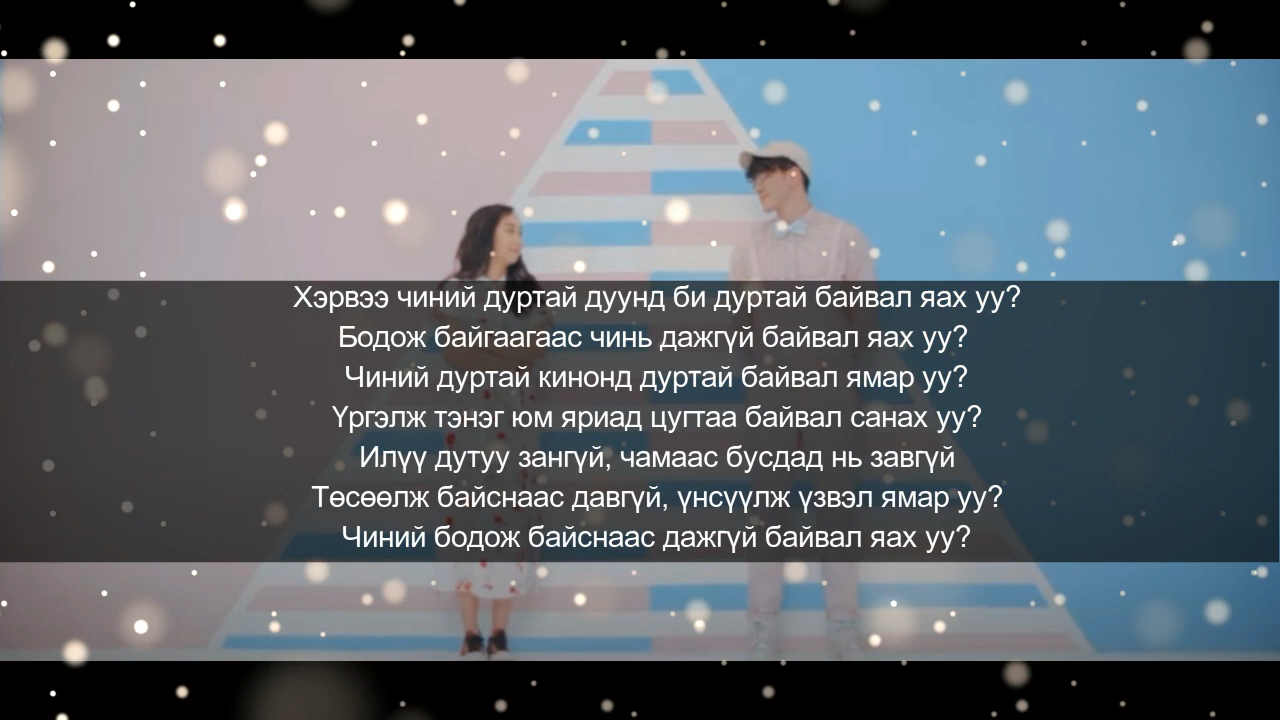 Хэрвээ чиний дуртай дуунд би дуртай байвал яах уу?
Бодож байгаагаас чинь дажгүй байвал яах уу?
Чиний дуртай кинонд дуртай байвал ямар уу?
Үргэлж тэнэг юм яриад цугтаа байвал санах уу?
Илүү дутуу зангүй, чамаас бусдад нь завгүй
Төсөөлж байснаас давгүй, үнсүүлж үзвэл ямар уу?
Чиний бодож байснаас дажгүй байвал яах уу?